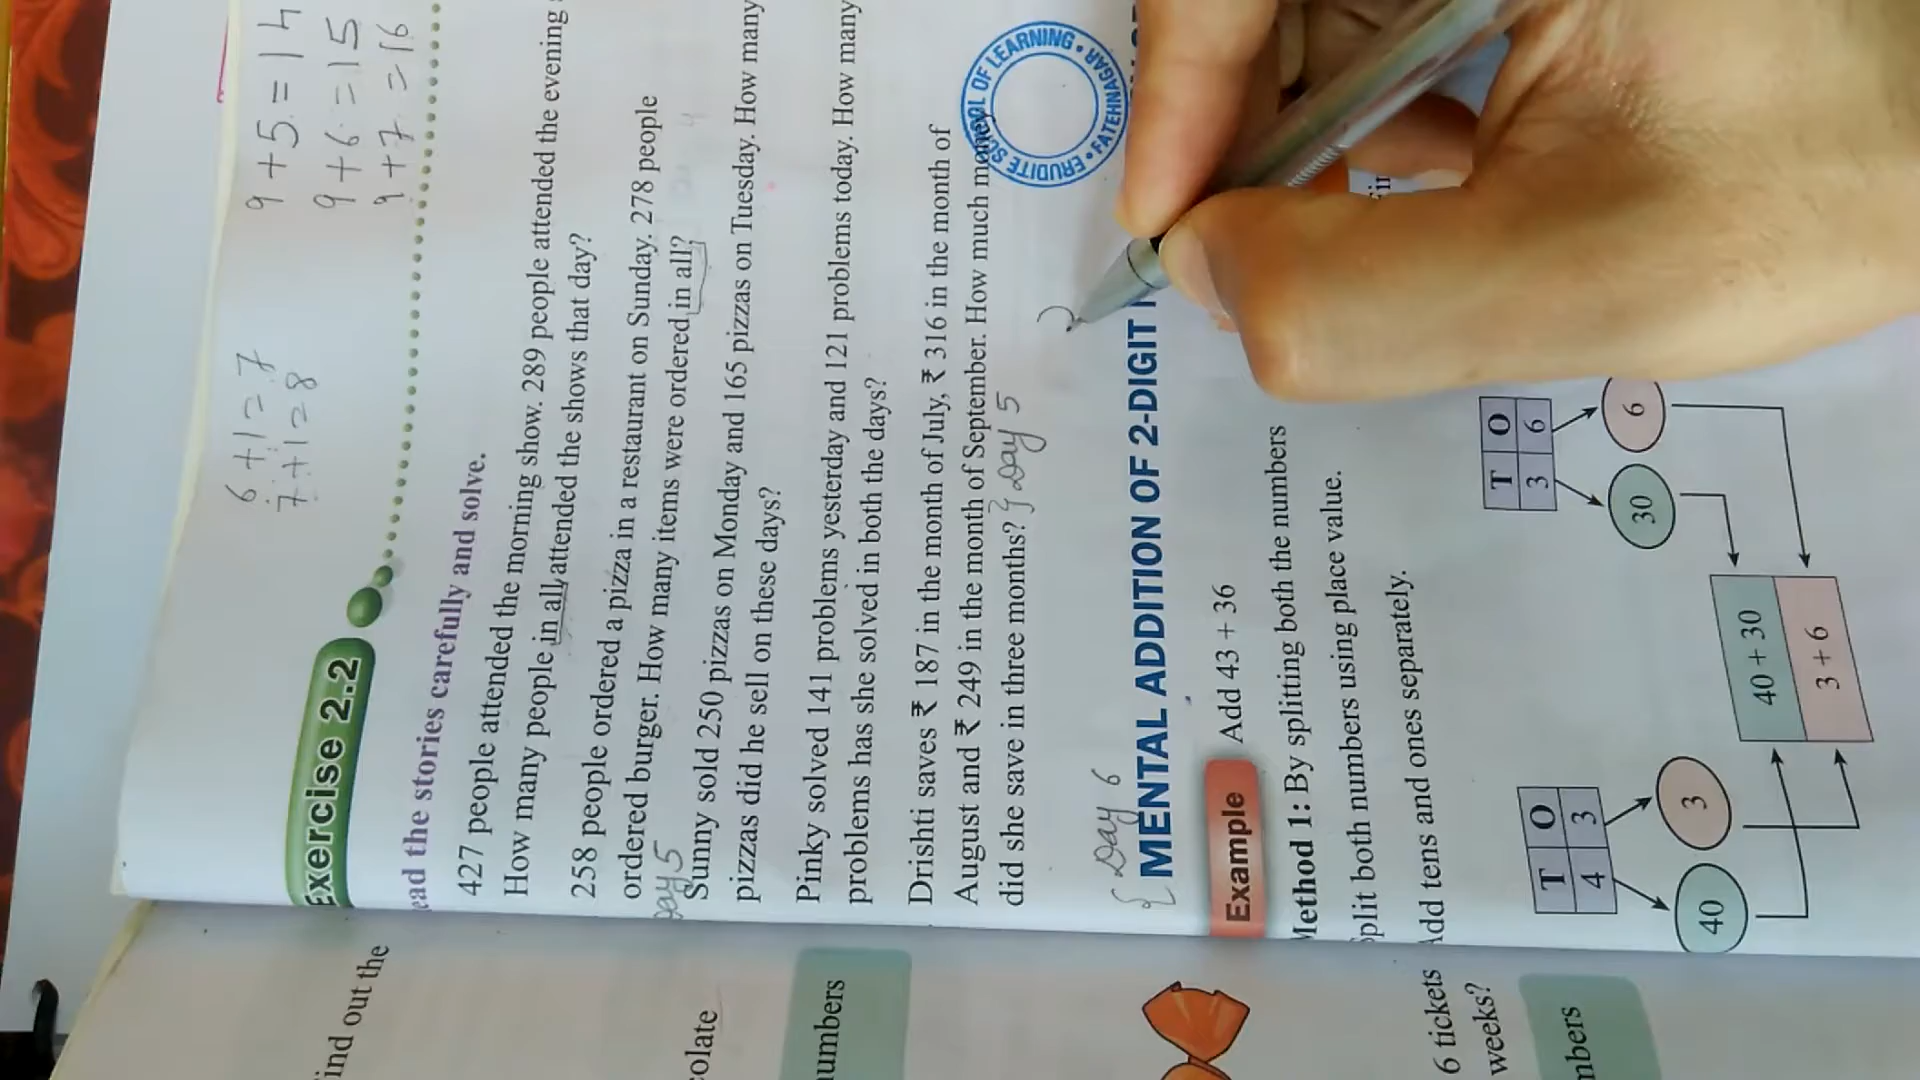 6 + 1 = 7
7 + 1 = 8
9 + 5 = 14
9 + 6 = 15
9 + 7 = 16
Exercise 2.2
ead the stories carefully and solve.
427 people attended the morning show. 289 people attended the evening
How many people in all attended the shows that day?
258 people ordered a pizza in a restaurant on Sunday. 278 people
ordered burger. How many items were ordered in all?
Day 5
Sunny sold 250 pizzas on Monday and 165 pizzas on Tuesday. How many
pizzas did he sell on these days?
Pinky solved 141 problems yesterday and 121 problems today. How many
problems has she solved in both the days?
Drishti saves ₹ 187 in the month of July, ₹ 316 in the month of
August and ₹ 249 in the month of September. How much money
did she save in three months? } Day 5
ERUDITE SCHOOL OF LEARNING • FATEHNAGAR •
{ Day 6
MENTAL ADDITION OF 2-DIGIT
Example Add 43 + 36
Method 1: By splitting both the numbers
Split both numbers using place value.
Add tens and ones separately.
T O
4 3
40
3
T O
3 6
30
6
40 + 30
3 + 6
ind out the
colate
numbers
6 tickets
weeks?
mbers